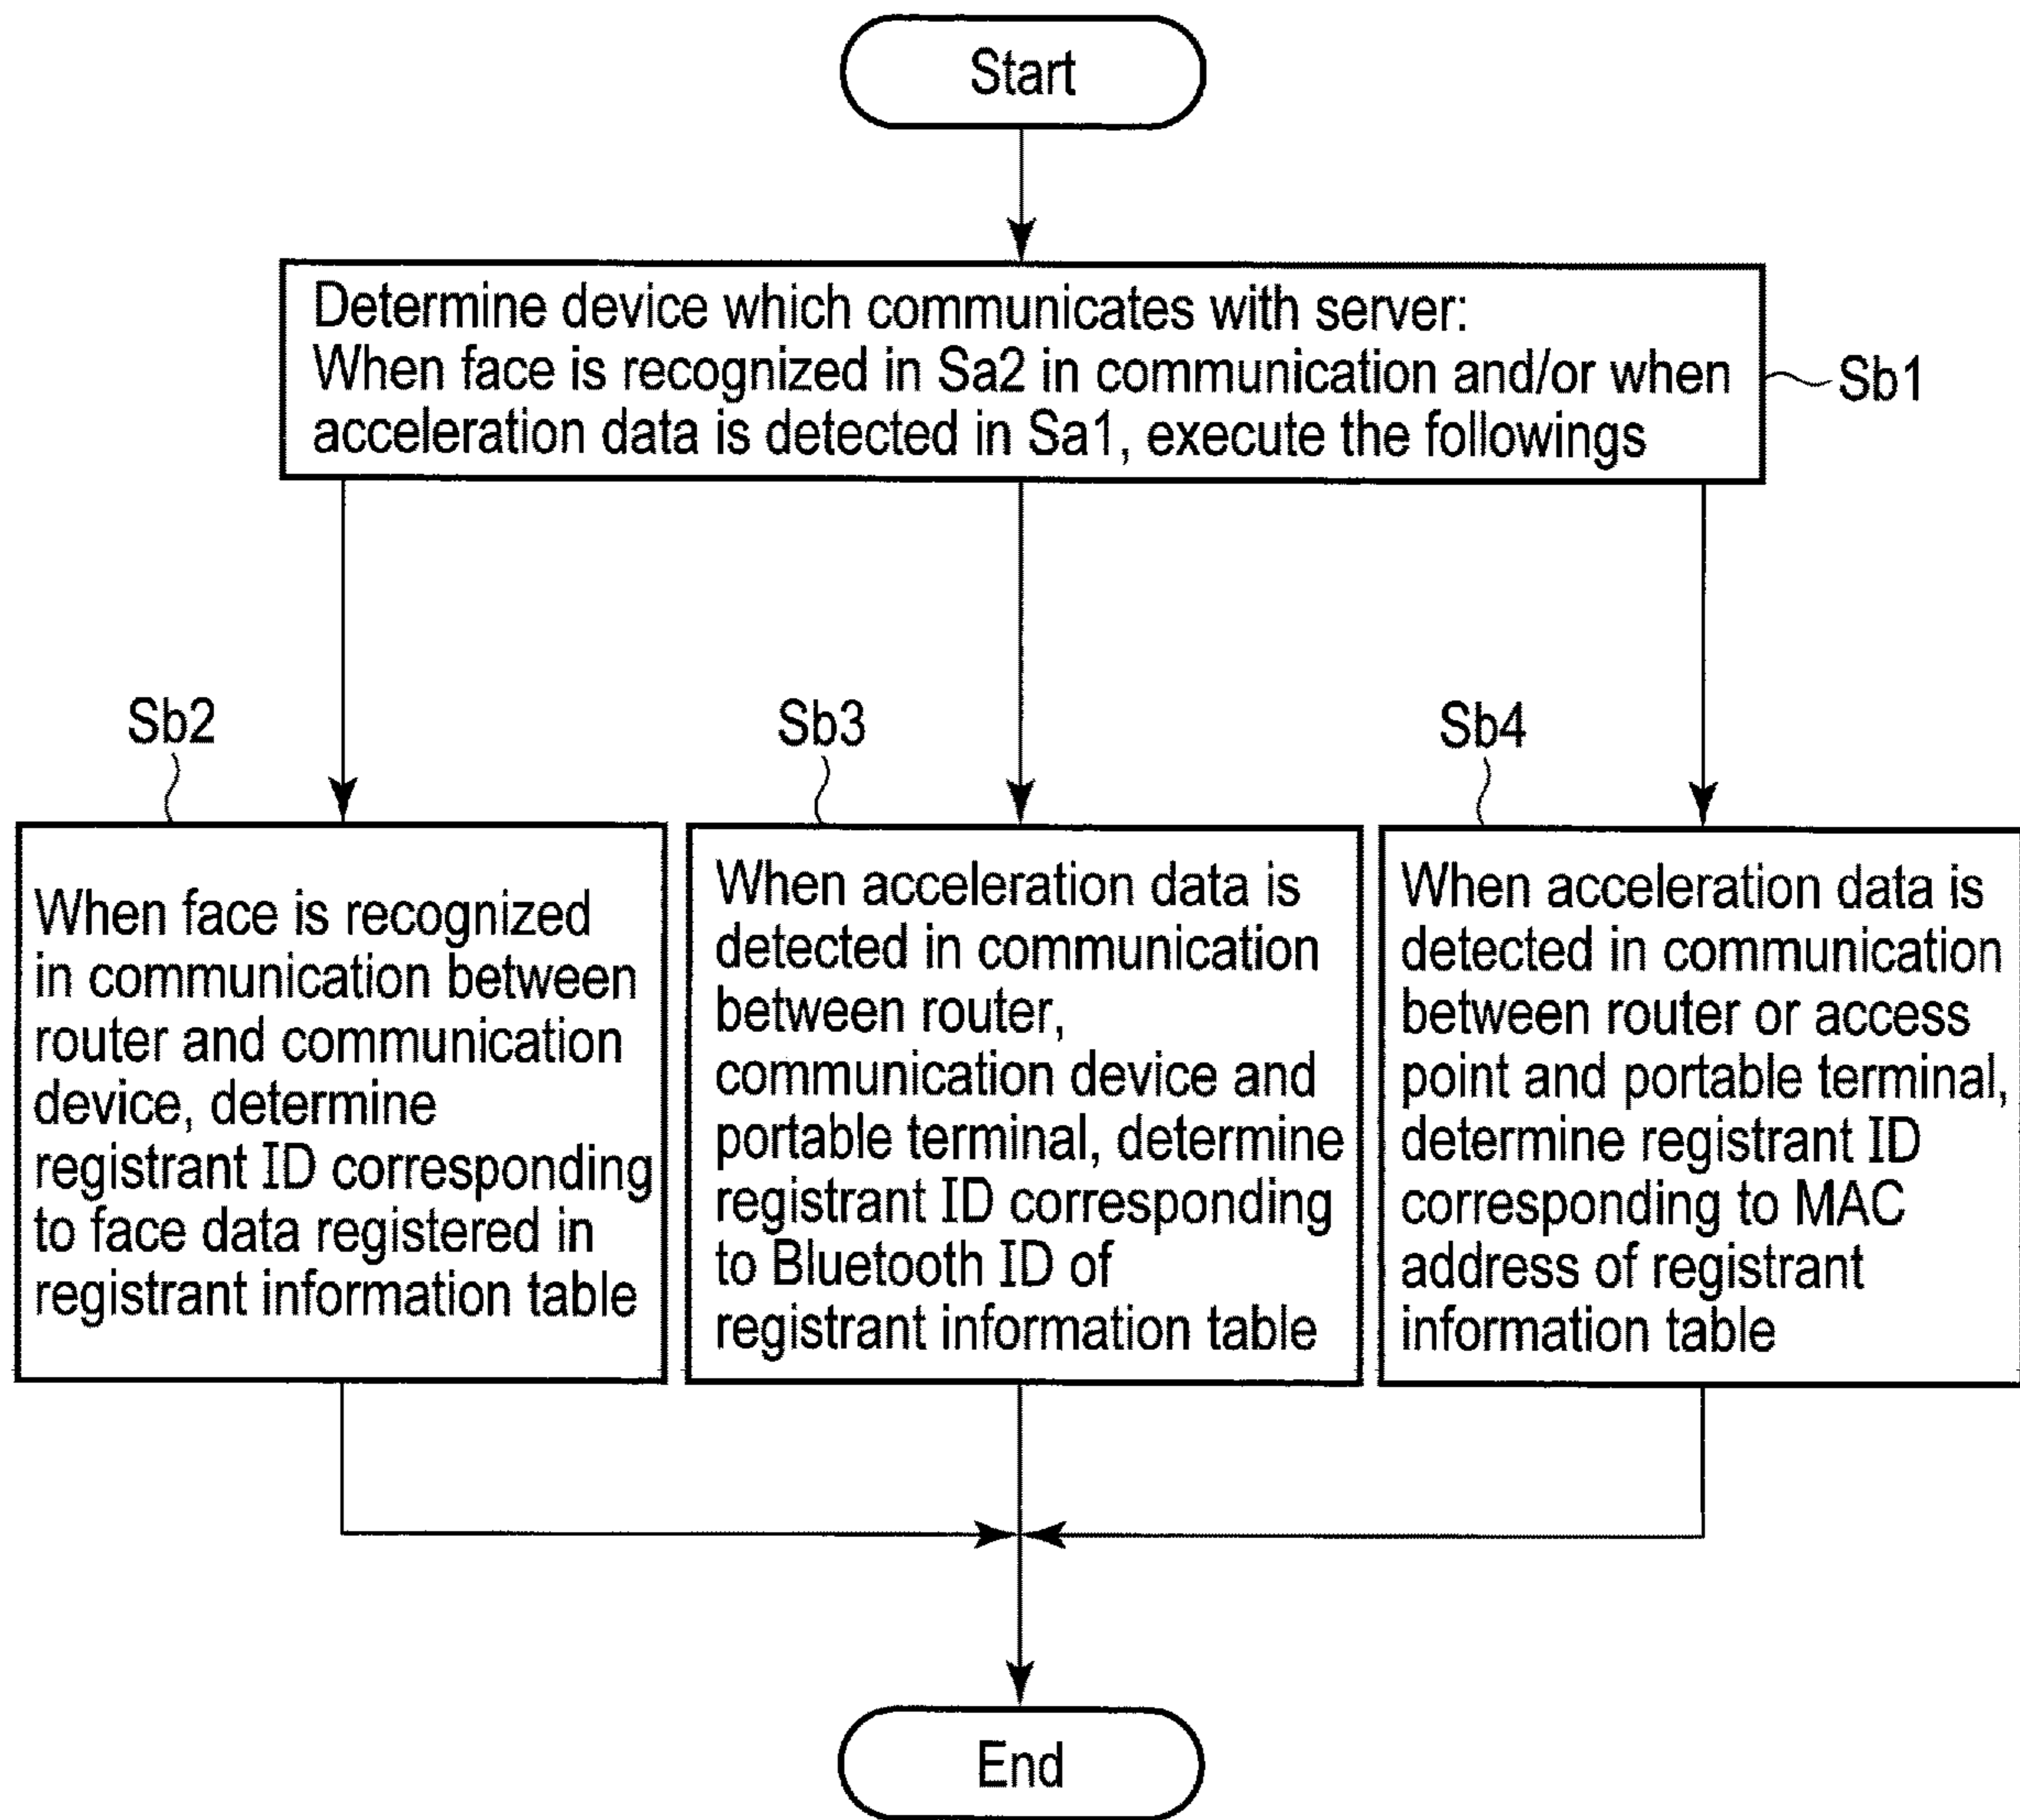 Start
Determine device which communicates with server:
When face is recognized in Sa2 in communication and/or when
acceleration data is detected in Sa1, execute the followings
Sb1
Sb2
When face is recognized
in communication between
router and communication
device, determine
registrant ID corresponding
to face data registered in
registrant information table
Sb3
When acceleration data is
detected in communication
between router,
communication device and
portable terminal, determine
registrant ID corresponding
to Bluetooth ID of
registrant information table
Sb4
When acceleration data is
detected in communication
between router or access
point and portable terminal,
determine registrant ID
corresponding to MAC
address of registrant
information table
End